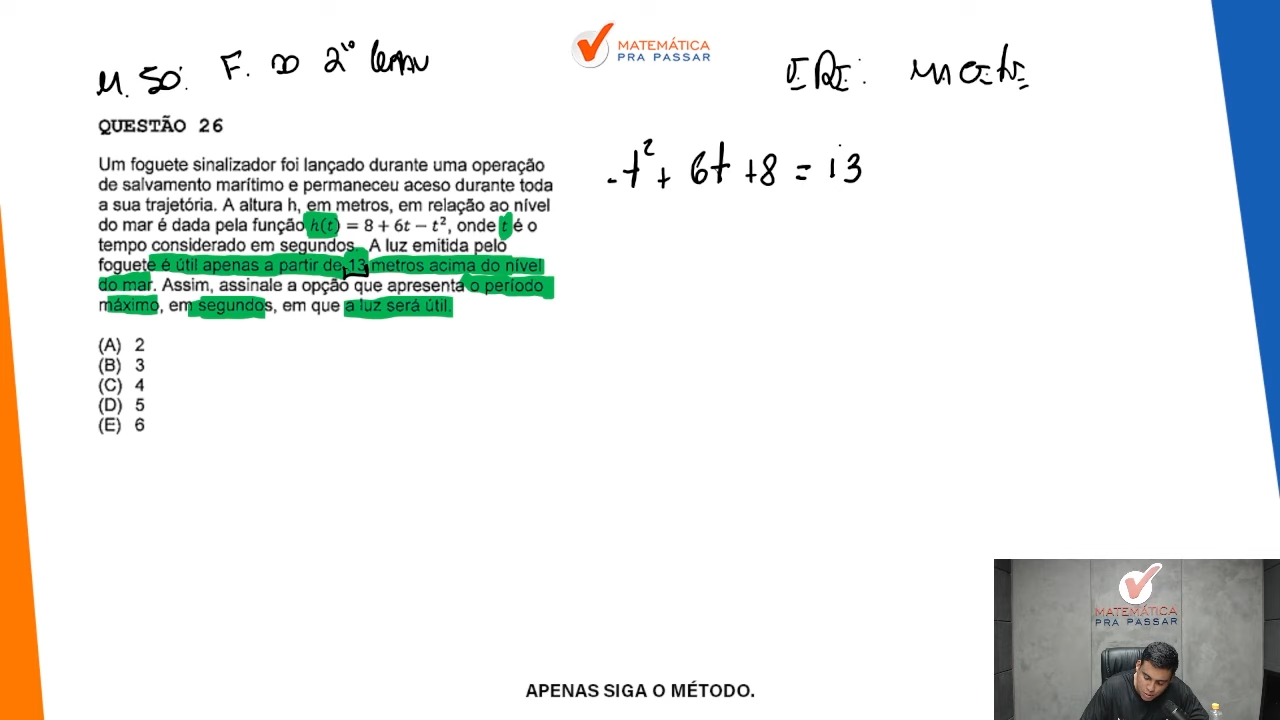 MATEMÁTICA
PRA PASSAR
M. SO: F. DO 2º GRAU
QUESTÃO 26
Um foguete sinalizador foi lançado durante uma operação
de salvamento marítimo e permaneceu aceso durante toda
a sua trajetória. A altura h, em metros, em relação ao nível
do mar é dada pela função h(t) = 8 + 6t − t², onde t é o
tempo considerado em segundos. A luz emitida pelo
foguete é útil apenas a partir de 13 metros acima do nível
do mar. Assim, assinale a opção que apresenta o período
máximo, em segundos, em que a luz será útil.
(A) 2
(B) 3
(C) 4
(D) 5
(E) 6
-t² + 6t + 8 = 13
MATEMÁTICA
PRA PASSAR
APENAS SIGA O MÉTODO.